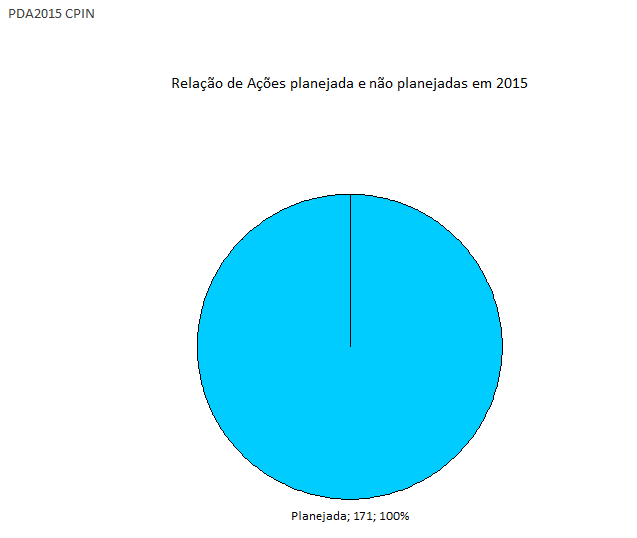 PDA2015 CPIN
Relação de Ações planejada e não planejadas em 2015
Planejada; 171; 100%